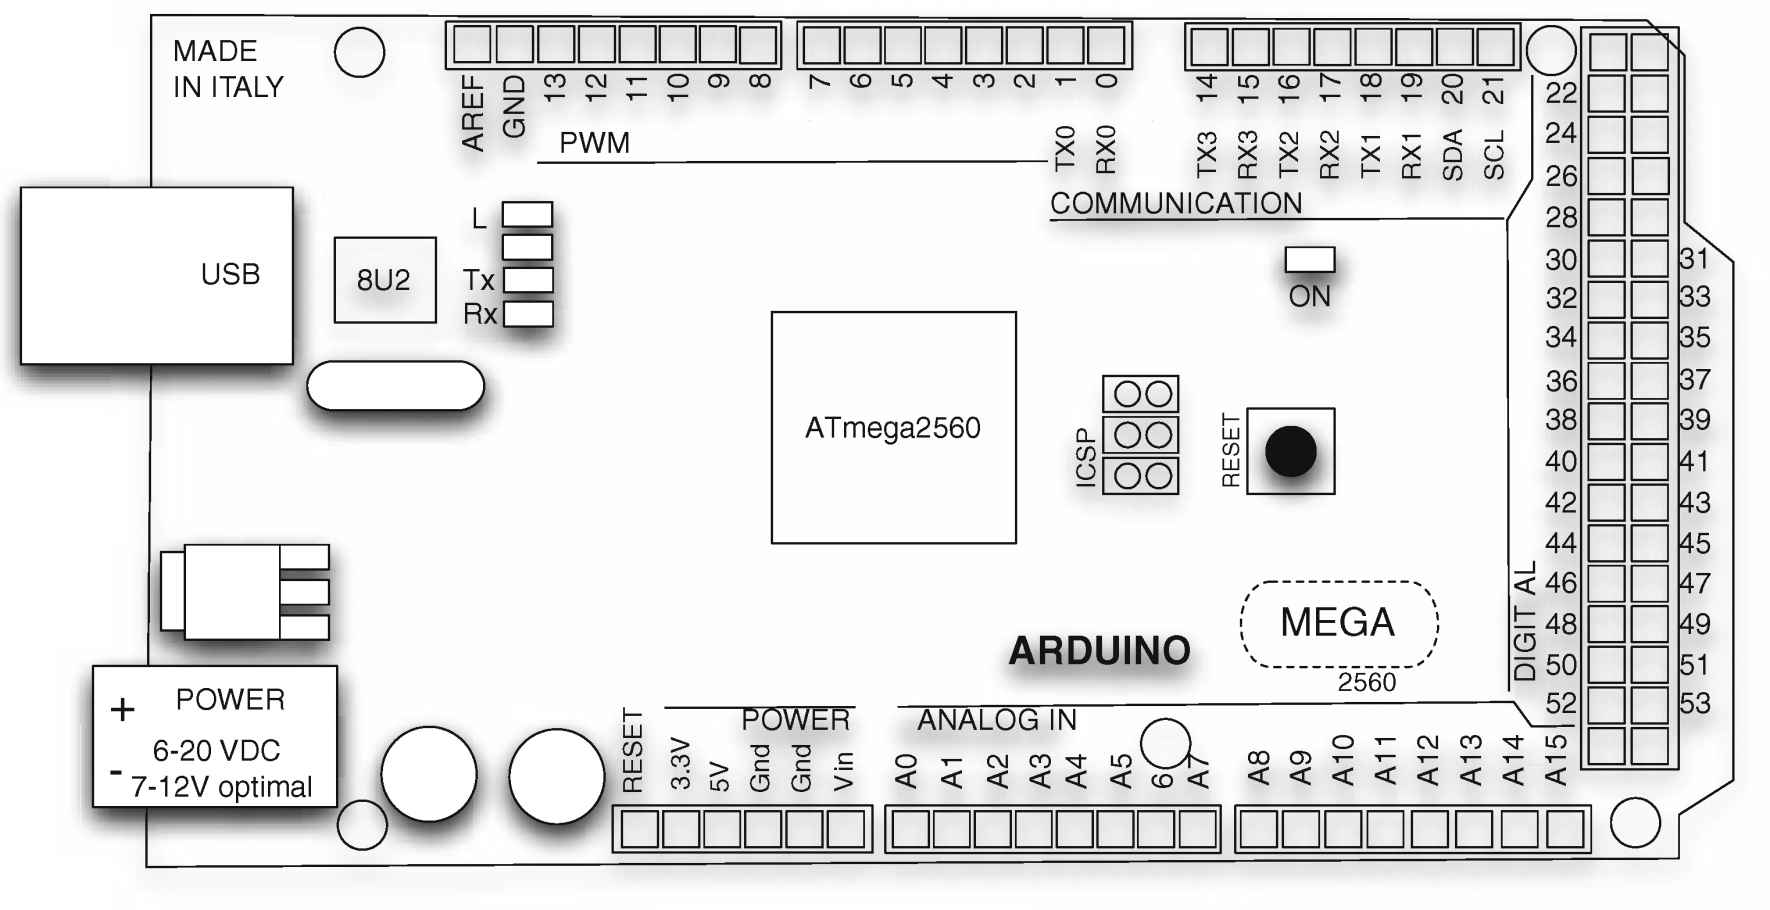 MADE
IN ITALY
AREF GND 13 12 11 10 9 8 7 6 5 4 3 2 1 0 14 15 16 17 18 19 20 21
TX0 RX0 TX3 RX3 TX2 RX2 TX1 RX1 SDA SCL
PWM
COMMUNICATION
22
24
26
28
30 31
32 33
34 35
36 37
38 39
40 41
42 43
44 45
46 47
48 49
50 51
52 53
DIGIT AL
L
Tx
Rx
USB
8U2
ON
ATmega2560
ICSP
RESET
ARDUINO
MEGA
2560
+ POWER
6-20 VDC
- 7-12V optimal
POWER
ANALOG IN
RESET 3.3V 5V Gnd Gnd Vin A0 A1 A2 A3 A4 A5 6 A7 A8 A9 A10 A11 A12 A13 A14 A15